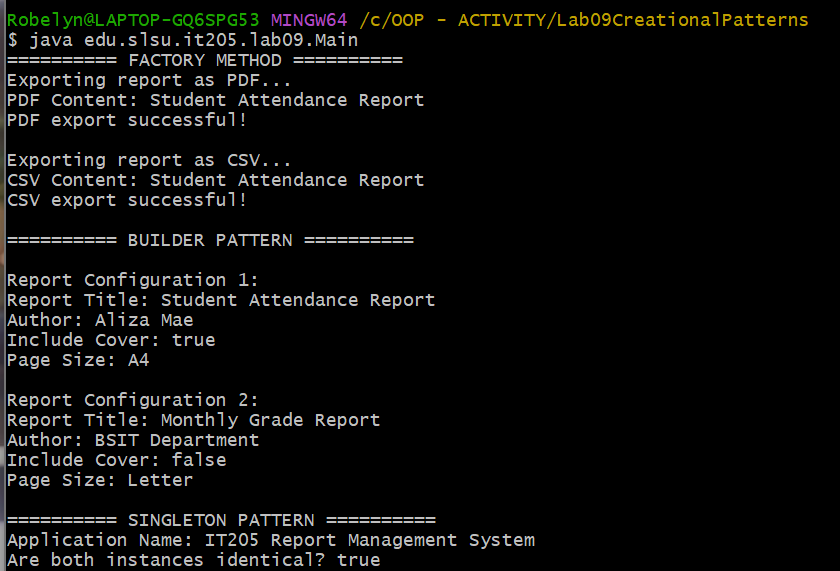 Robelyn@LAPTOP-GQ6SPG53 MINGW64 /c/OOP - ACTIVITY/Lab09CreationalPatterns
$ java edu.slsu.it205.lab09.Main
========== FACTORY METHOD ==========
Exporting report as PDF...
PDF Content: Student Attendance Report
PDF export successful!

Exporting report as CSV...
CSV Content: Student Attendance Report
CSV export successful!

========== BUILDER PATTERN ==========

Report Configuration 1:
Report Title: Student Attendance Report
Author: Aliza Mae
Include Cover: true
Page Size: A4

Report Configuration 2:
Report Title: Monthly Grade Report
Author: BSIT Department
Include Cover: false
Page Size: Letter

========== SINGLETON PATTERN ==========
Application Name: IT205 Report Management System
Are both instances identical? true